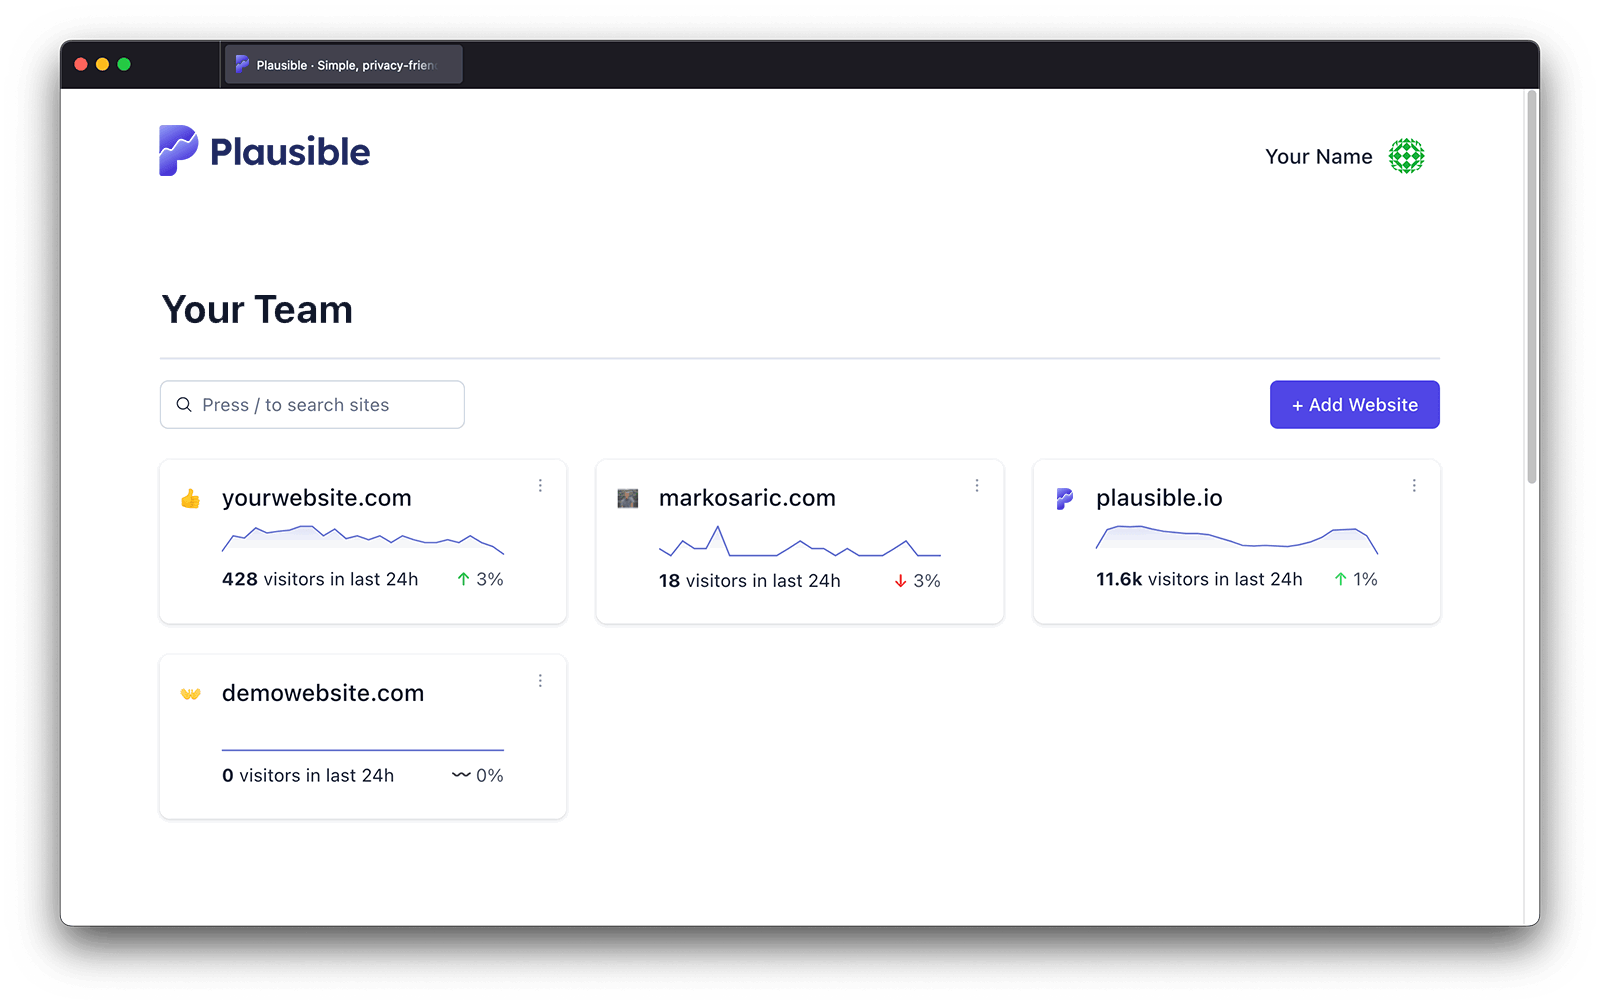 Plausible · Simple, privacy-frien
Plausible
Your Name
Your Team
Press / to search sites
+ Add Website
yourwebsite.com
428 visitors in last 24h ↑ 3%
markosaric.com
18 visitors in last 24h ↓ 3%
plausible.io
11.6k visitors in last 24h ↑ 1%
demowebsite.com
0 visitors in last 24h 0%